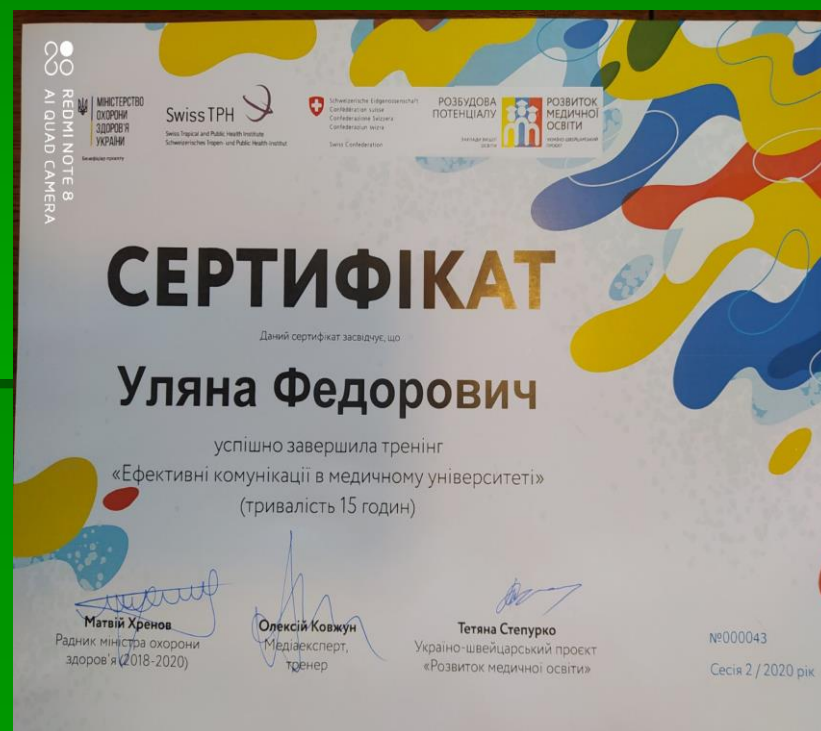 REDMI NOTE 8
AI QUAD CAMERA
МІНІСТЕРСТВО
ОХОРОНИ
ЗДОРОВ'Я
УКРАЇНИ
Бенефіціар проекту
Swiss TPH
Swiss Tropical and Public Health Institute
Schweizerisches Tropen- und Public Health-Institut
Schweizerische Eidgenossenschaft
Confédération suisse
Confederazione Svizzera
Confederaziun svizra
Swiss Confederation
РОЗБУДОВА
ПОТЕНЦІАЛУ
РОЗВИТОК
МЕДИЧНОЇ
ОСВІТИ
СЕРТИФІКАТ
Даний сертифікат засвідчує, що
Уляна Федорович
успішно завершила тренінг
«Ефективні комунікації в медичному університеті»
(тривалість 15 годин)
Матвій Хренов
Радник міністра охорони
здоров'я (2018-2020)
Олексій Ковжун
Медіаексперт,
тренер
Тетяна Степурко
Україно-швейцарський проєкт
«Розвиток медичної освіти»
№000043
Сесія 2 / 2020 рік